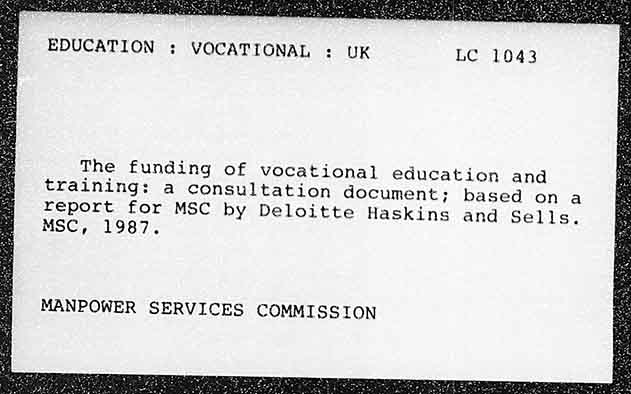 EDUCATION : VOCATIONAL : UK LC 1043
The funding of vocational education and
training: a consultation document; based on a
report for MSC by Deloitte Haskins and Sells.
MSC, 1987.
MANPOWER SERVICES COMMISSION